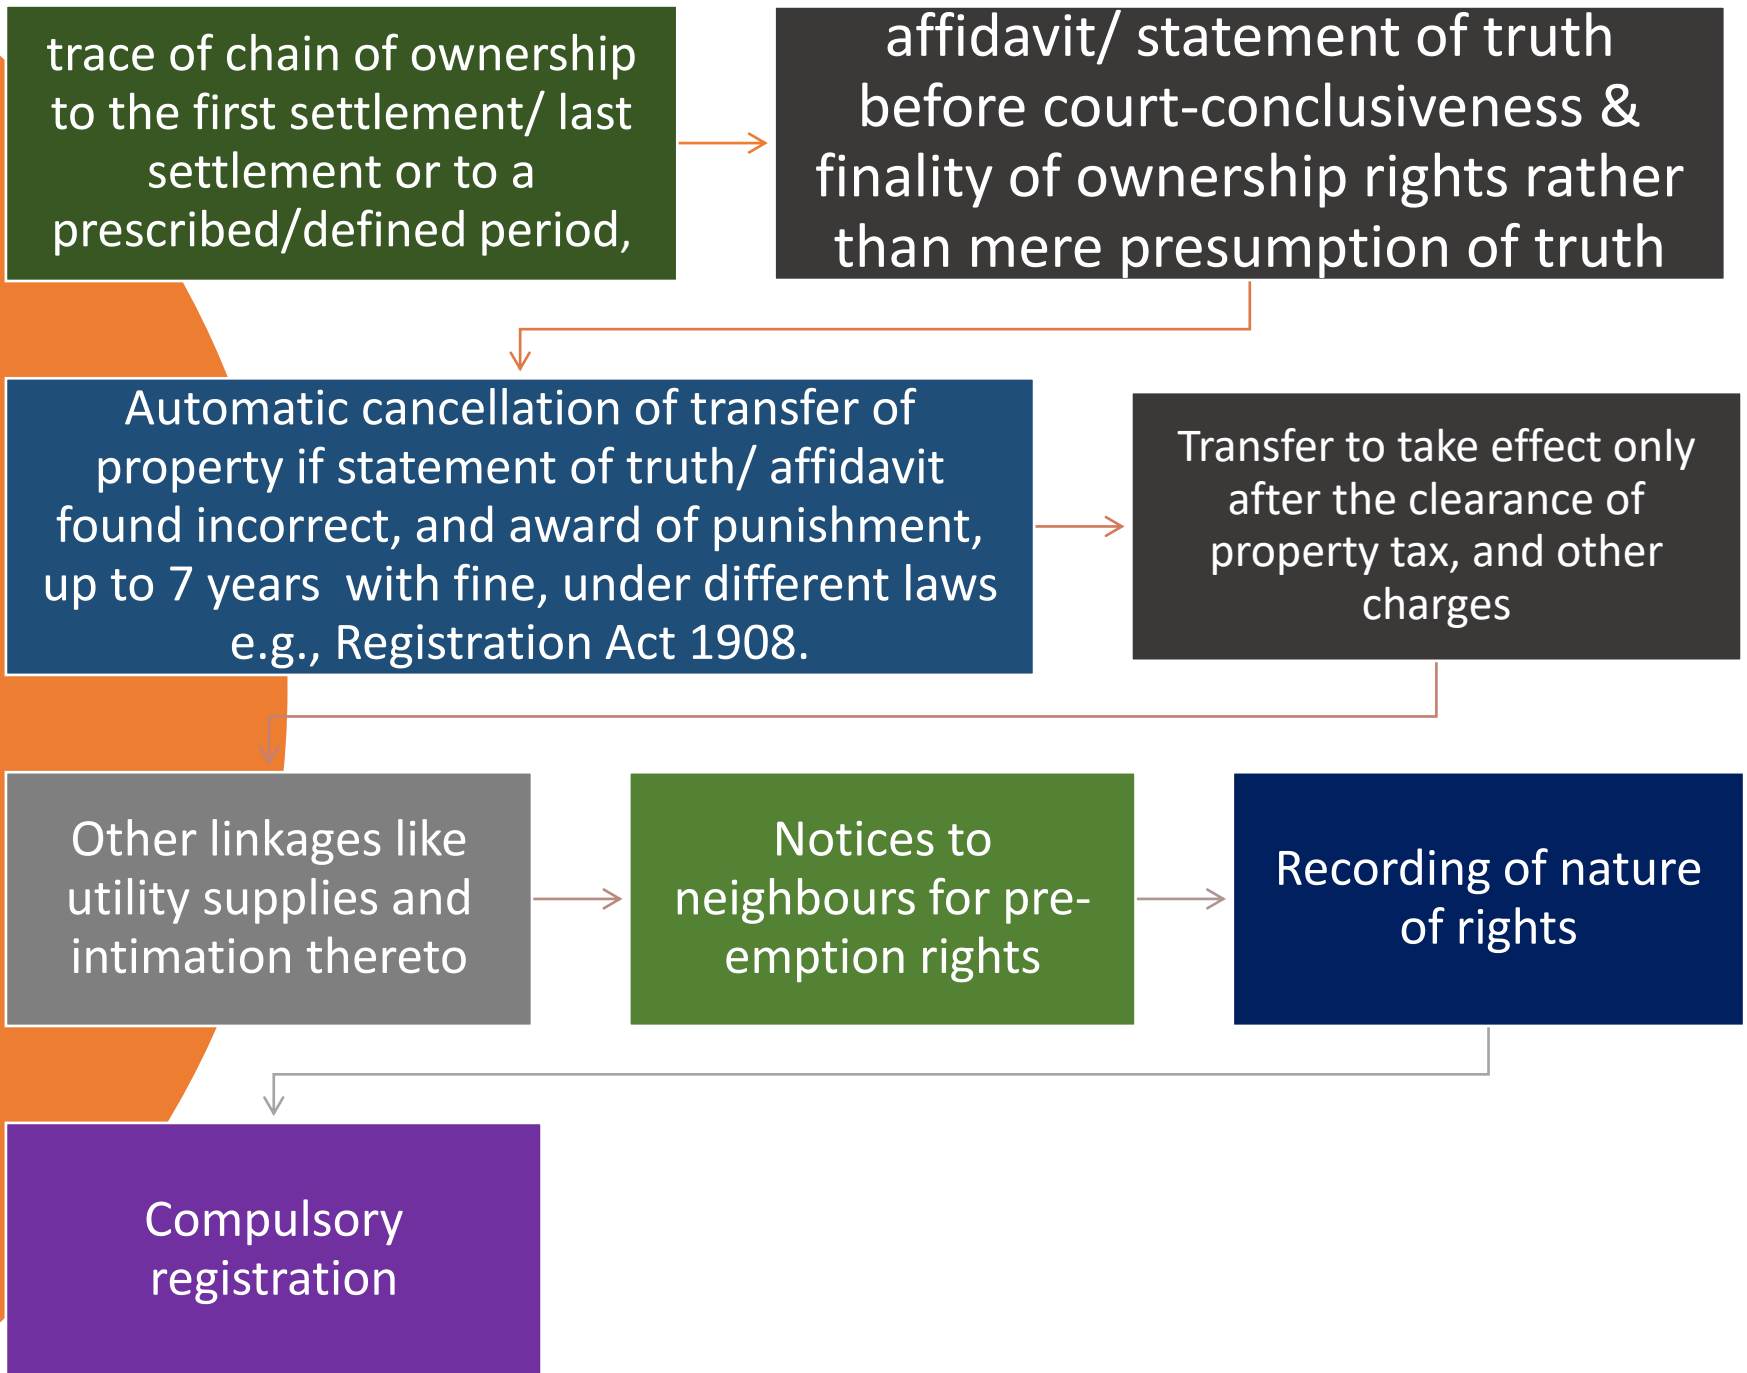 trace of chain of ownership
to the first settlement/ last
settlement or to a
prescribed/defined period,
affidavit/ statement of truth
before court-conclusiveness &
finality of ownership rights rather
than mere presumption of truth
Automatic cancellation of transfer of
property if statement of truth/ affidavit
found incorrect, and award of punishment,
up to 7 years  with fine, under different laws
e.g., Registration Act 1908.
Transfer to take effect only
after the clearance of
property tax, and other
charges
Other linkages like
utility supplies and
intimation thereto
Notices to
neighbours for pre-
emption rights
Recording of nature
of rights
Compulsory
registration